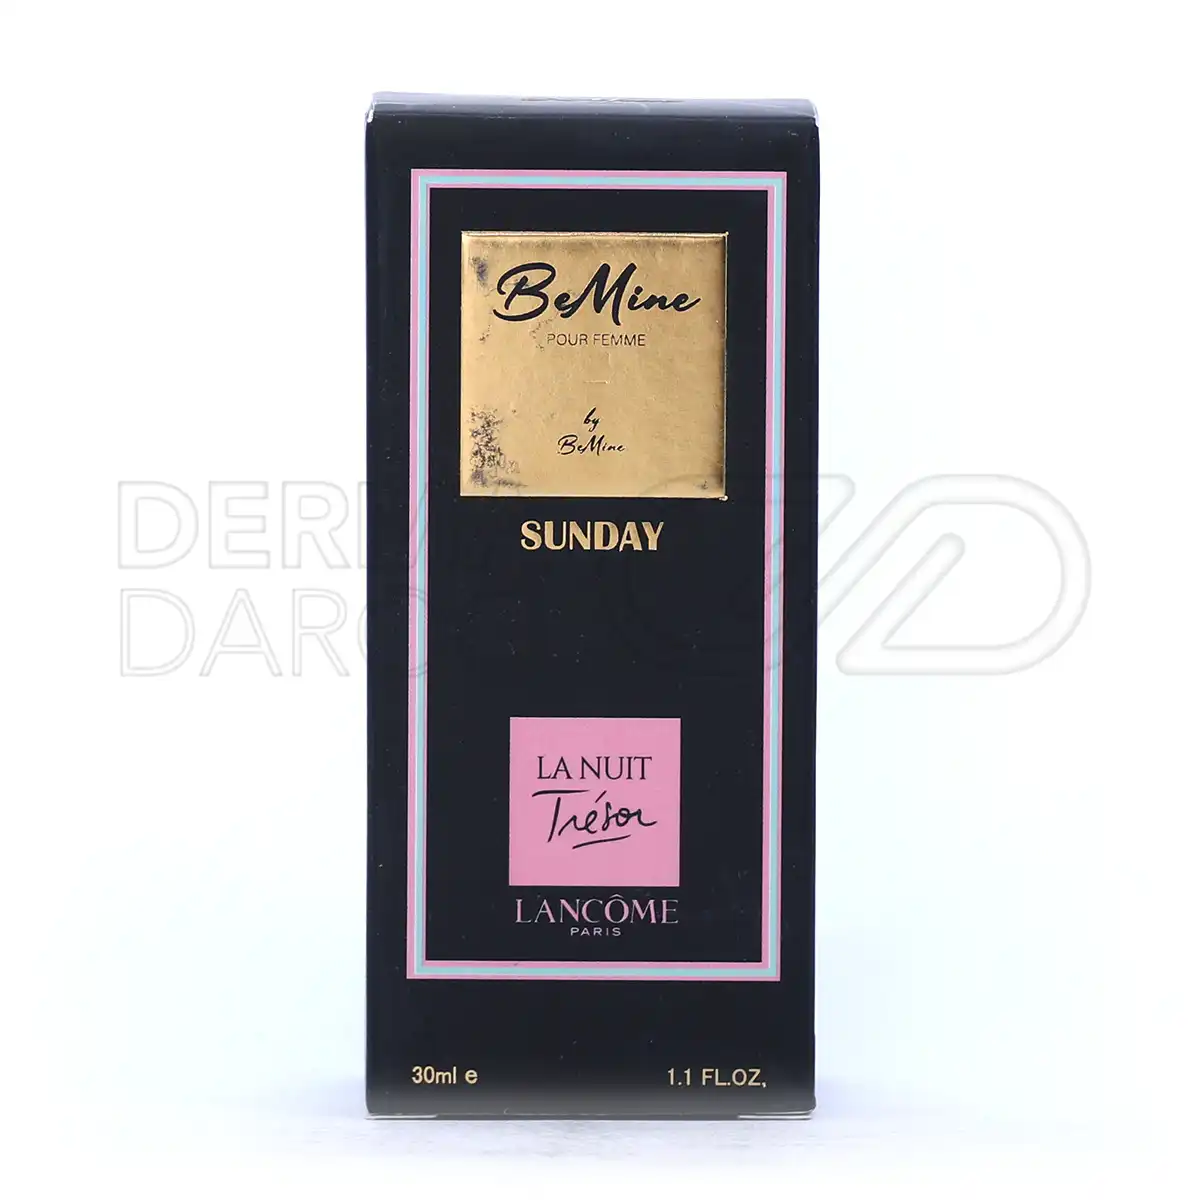 BeMine
POUR FEMME
by
BeMine
SUNDAY
LA NUIT
Trésor
LANCÔME
PARIS
30ml e
1.1 FL.OZ,